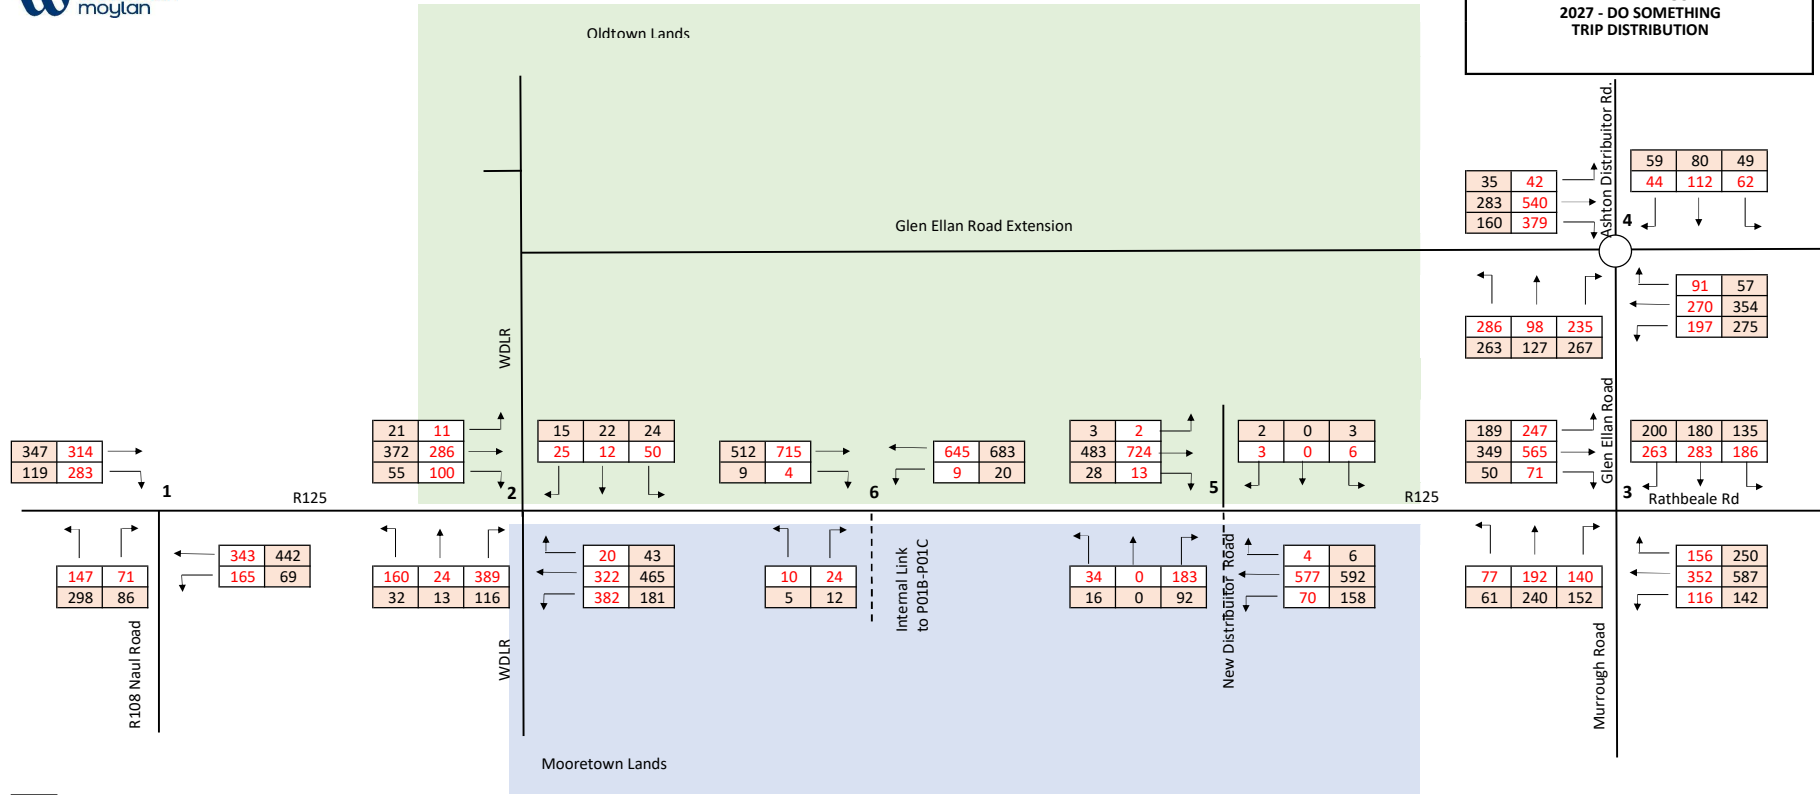 moylan
2027 - DO SOMETHING
TRIP DISTRIBUTION
Oldtown Lands
Ashton Distribuitor Rd.
59 80 49
44 112 62
35 42
283 540
160 379
4
Glen Ellan Road Extension
91 57
270 354
197 275
286 98 235
263 127 267
WDLR
Glen Ellan Road
347 314
119 283
21 11
372 286
55 100
15 22 24
25 12 50
512 715
9 4
645 683
9 20
3 2
483 724
28 13
2 0 3
3 0 6
189 247
349 565
50 71
200 180 135
263 283 186
1
R125
2
6
5
R125
3
Rathbeale Rd
147 71
298 86
343 442
165 69
160 24 389
32 13 116
20 43
322 465
382 181
10 24
5 12
Internal Link
to P01B-P01C
34 0 183
16 0 92
New Distribuitor Road
4 6
577 592
70 158
77 192 140
61 240 152
156 250
352 587
116 142
R108 Naul Road
WDLR
Murrough Road
Mooretown Lands